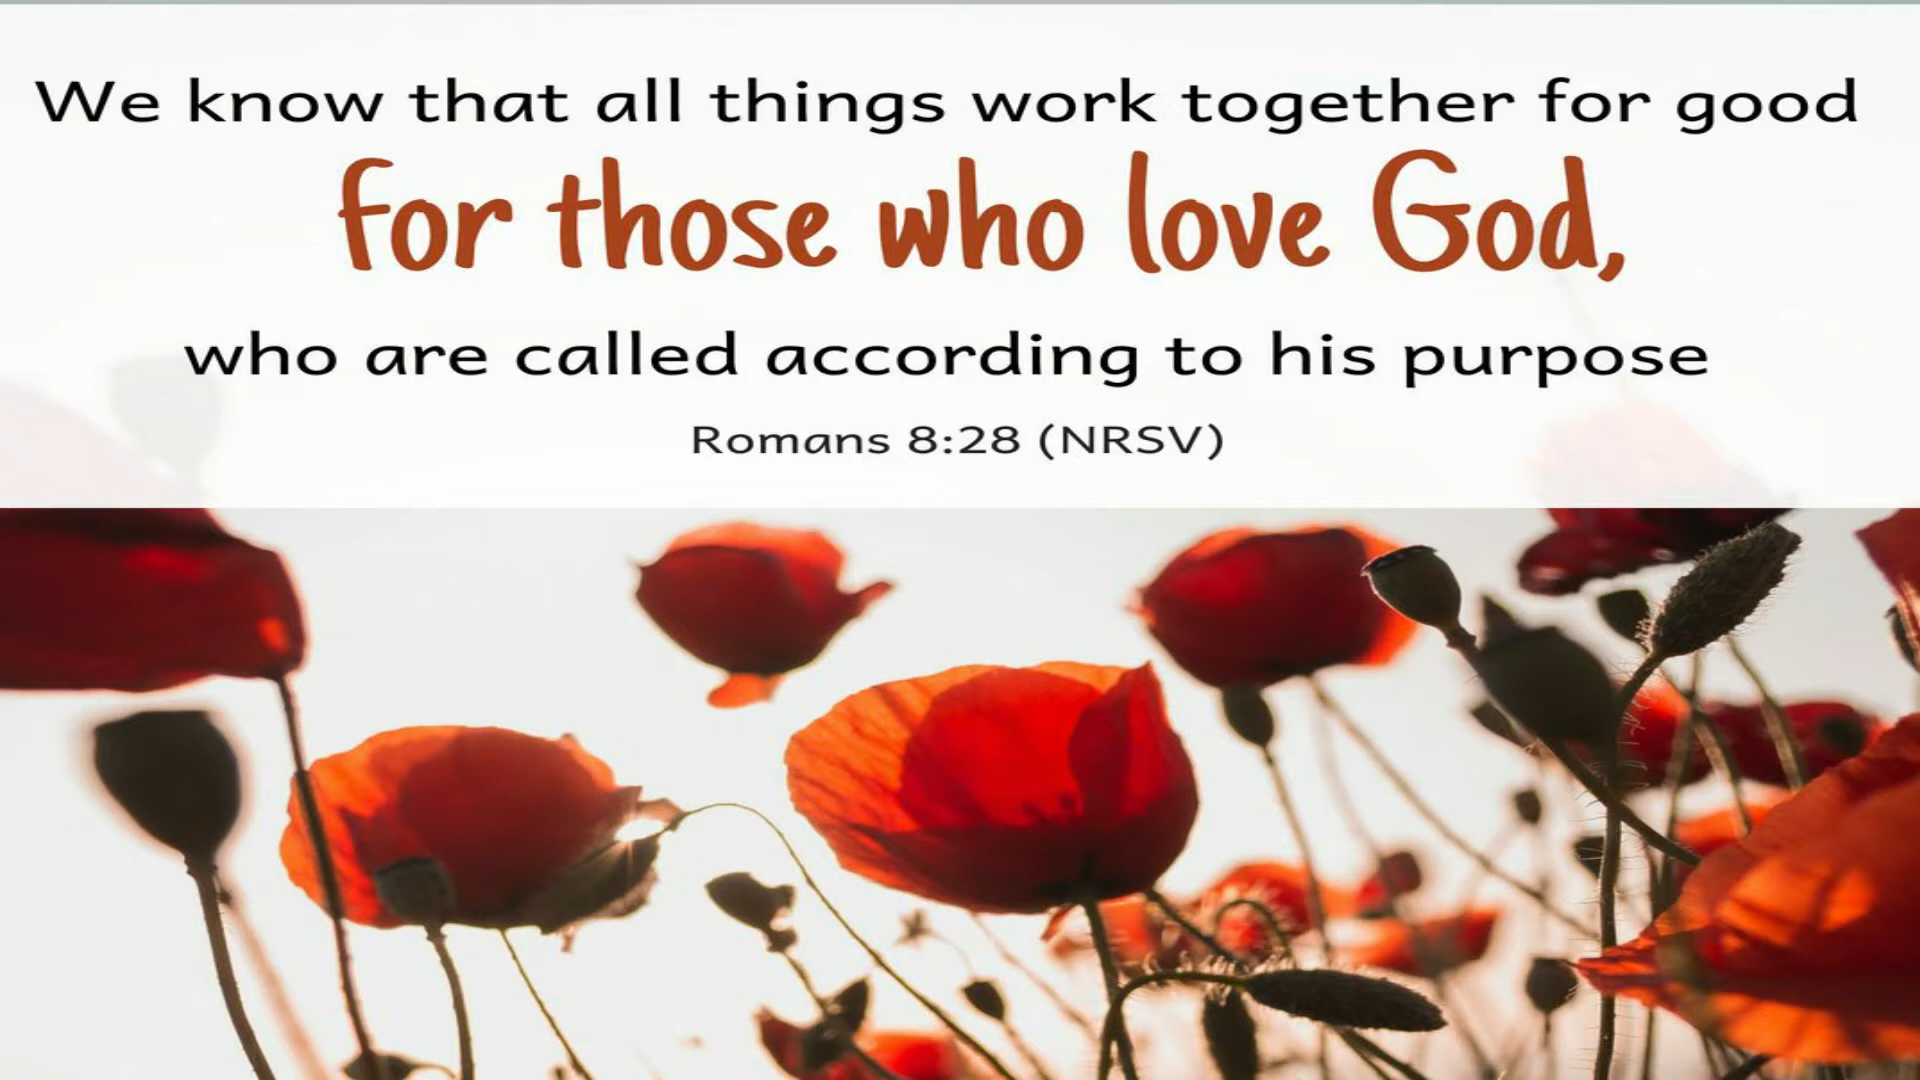 We know that all things work together for good
for those who love God,
who are called according to his purpose
Romans 8:28 (NRSV)